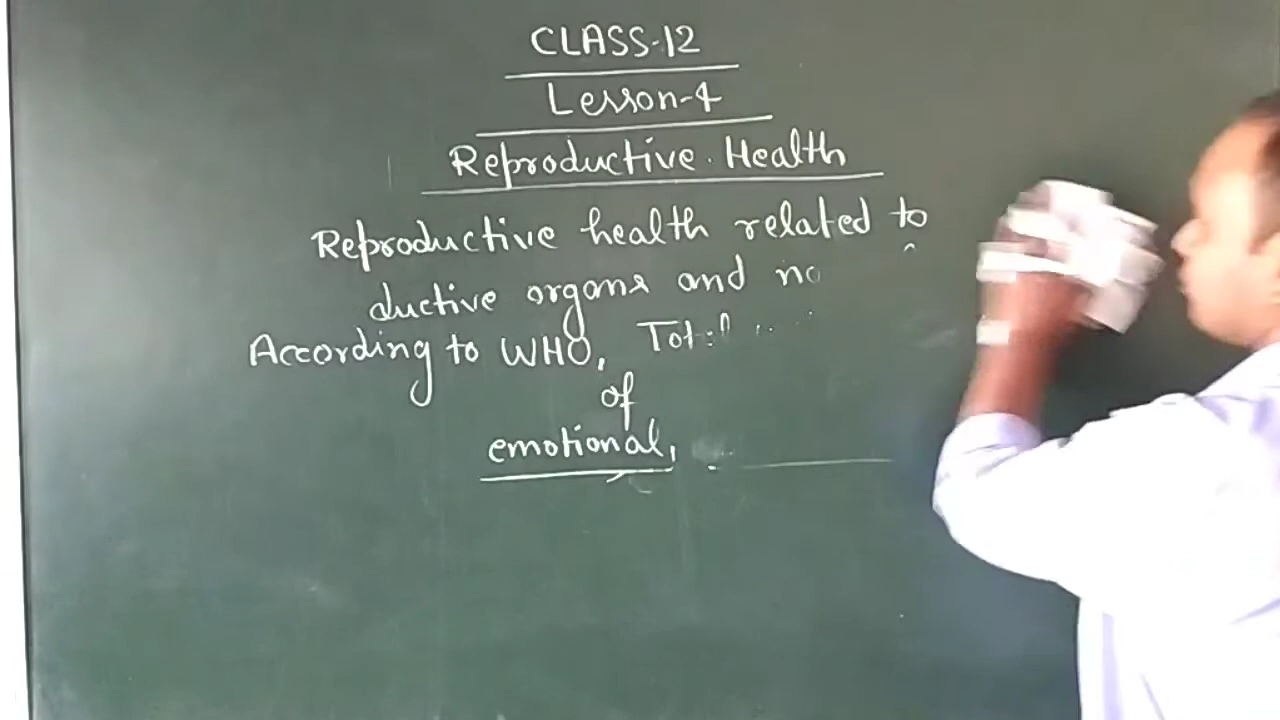 CLASS-12
Lesson-4
Reproductive. Health
Reproductive health related to
ductive organs and
According to WHO,
of
emotional,